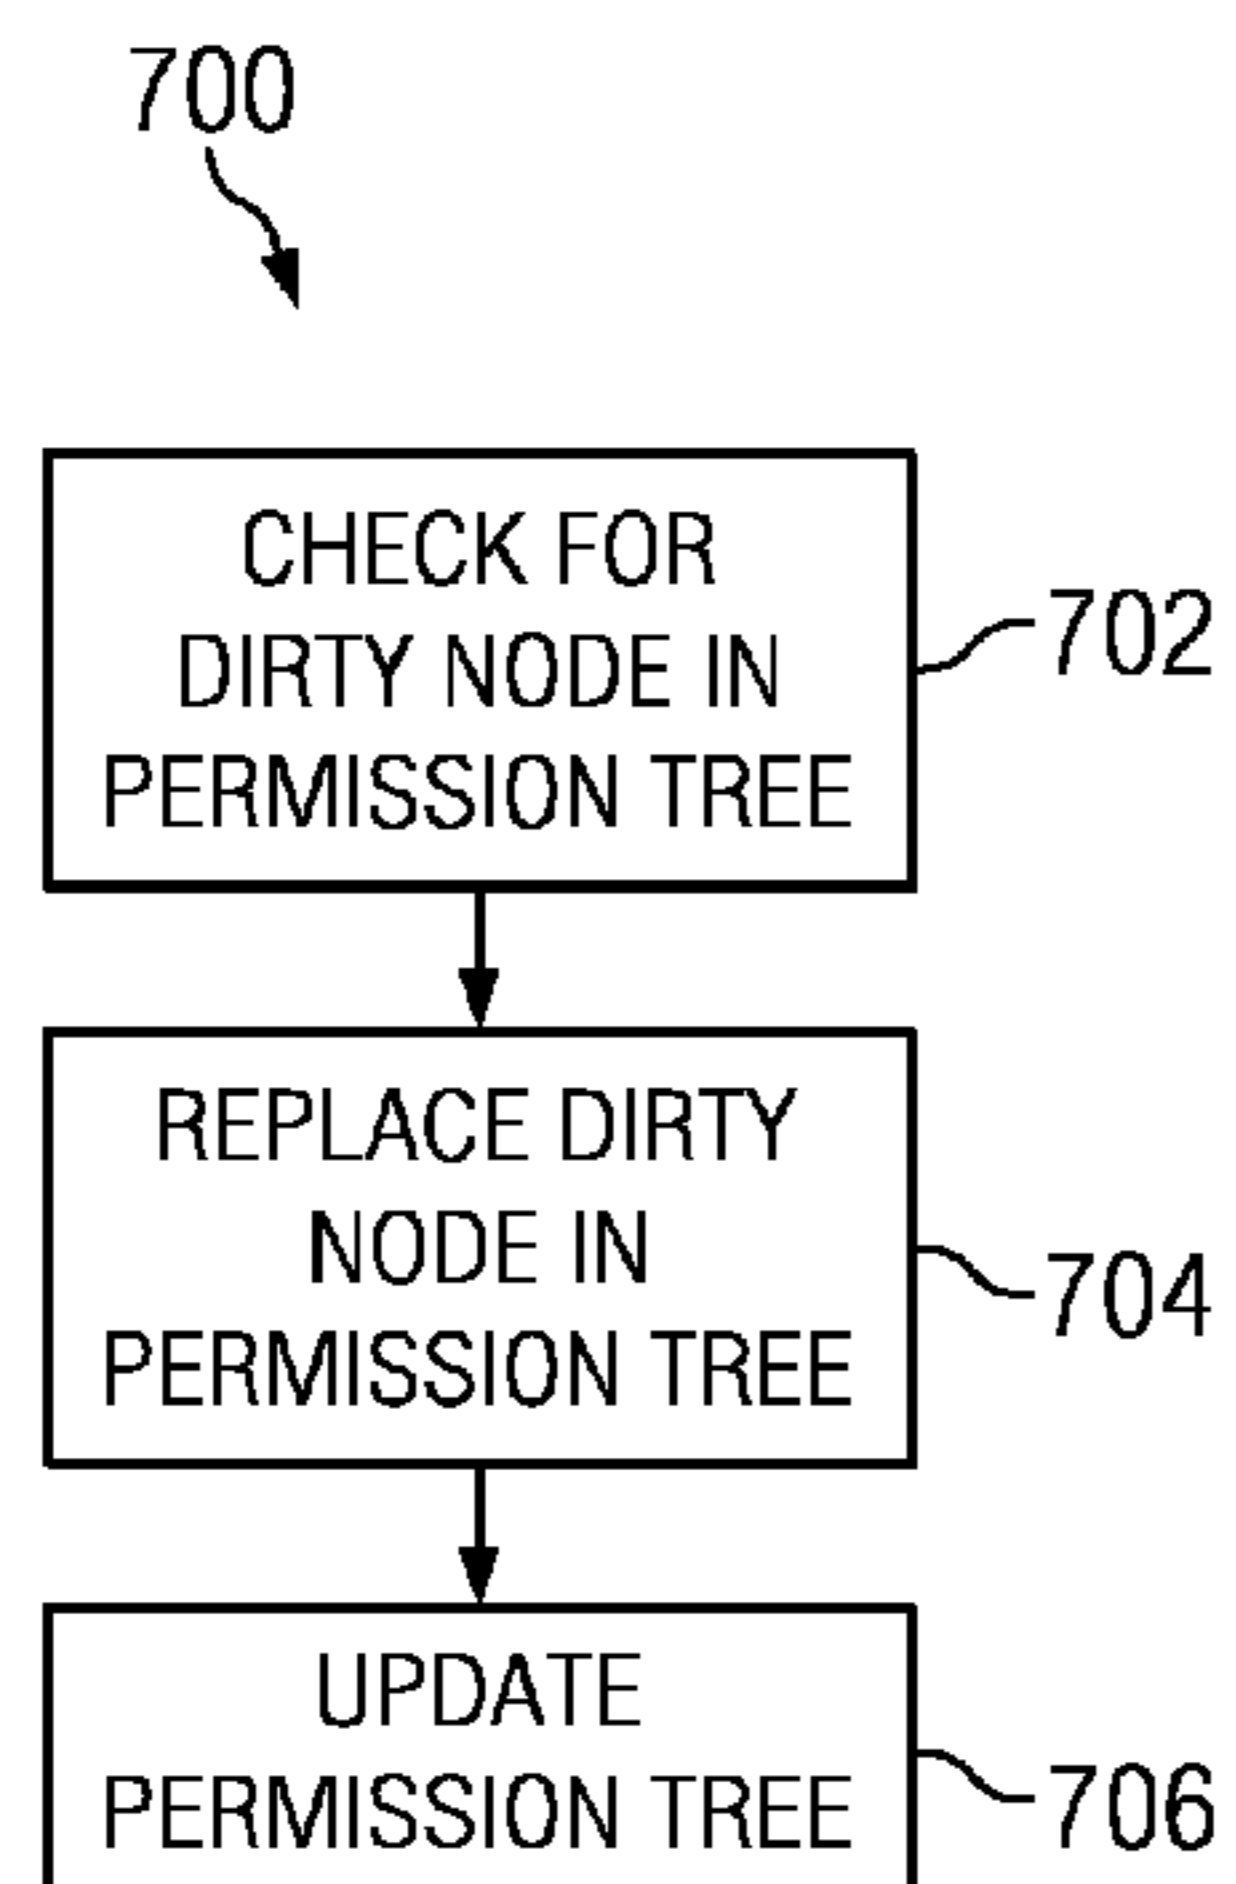 700
CHECK FOR
DIRTY NODE IN
PERMISSION TREE
702
REPLACE DIRTY
NODE IN
PERMISSION TREE
704
UPDATE
PERMISSION TREE
706